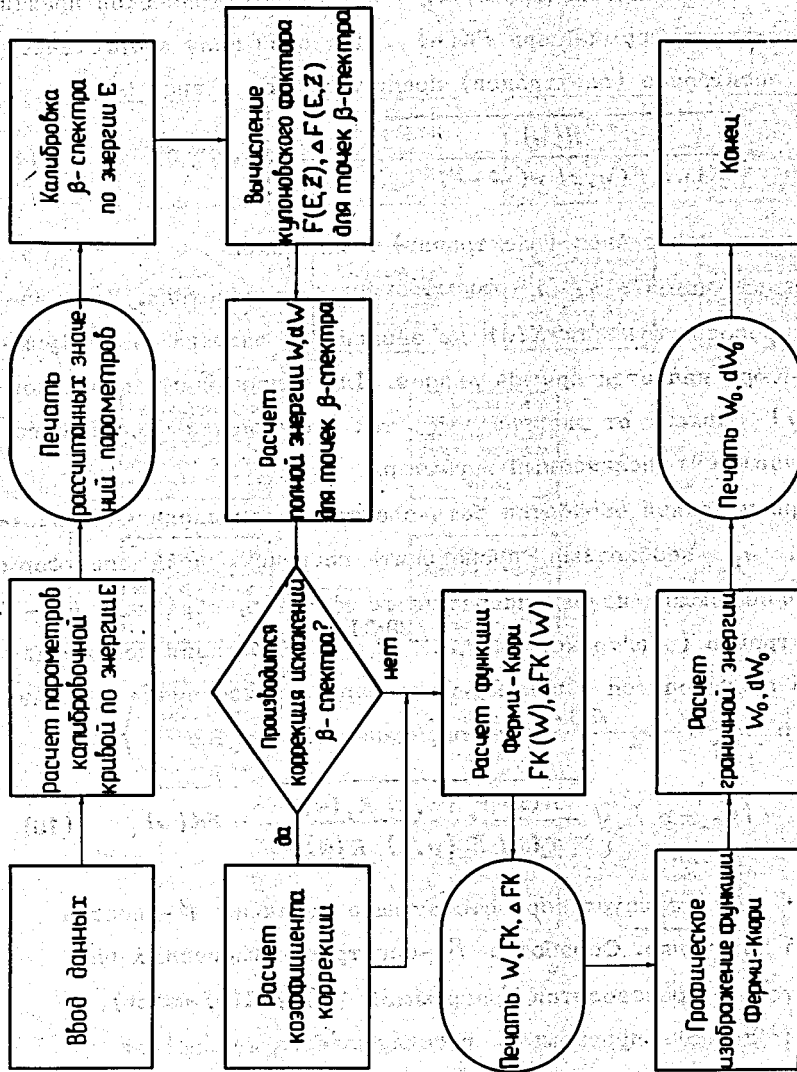 Ввод данных
Расчет параметров
калибровочной
кривой по энергии E
Печать
рассчитанных значе-
ний параметров
Калибровка
β- спектра
по энергии E
Вычисление
кулоновского фактора
F(E,Z), ΔF(E,Z)
для точек β-спектра
Расчет
полной энергии W,dW
для точек β-спектра
Производится
коррекция искажений
β- спектра?
да
нет
Расчет
коэффициента
коррекции
Расчет функции
Ферми-Кюри
FK(W), ΔFK(W)
Печать W, FK, ΔFK
Графическое
изображение функции
Ферми-Кюри
Расчет
граничной энергии
W₀, dW₀
Печать W₀, dW₀
Конец